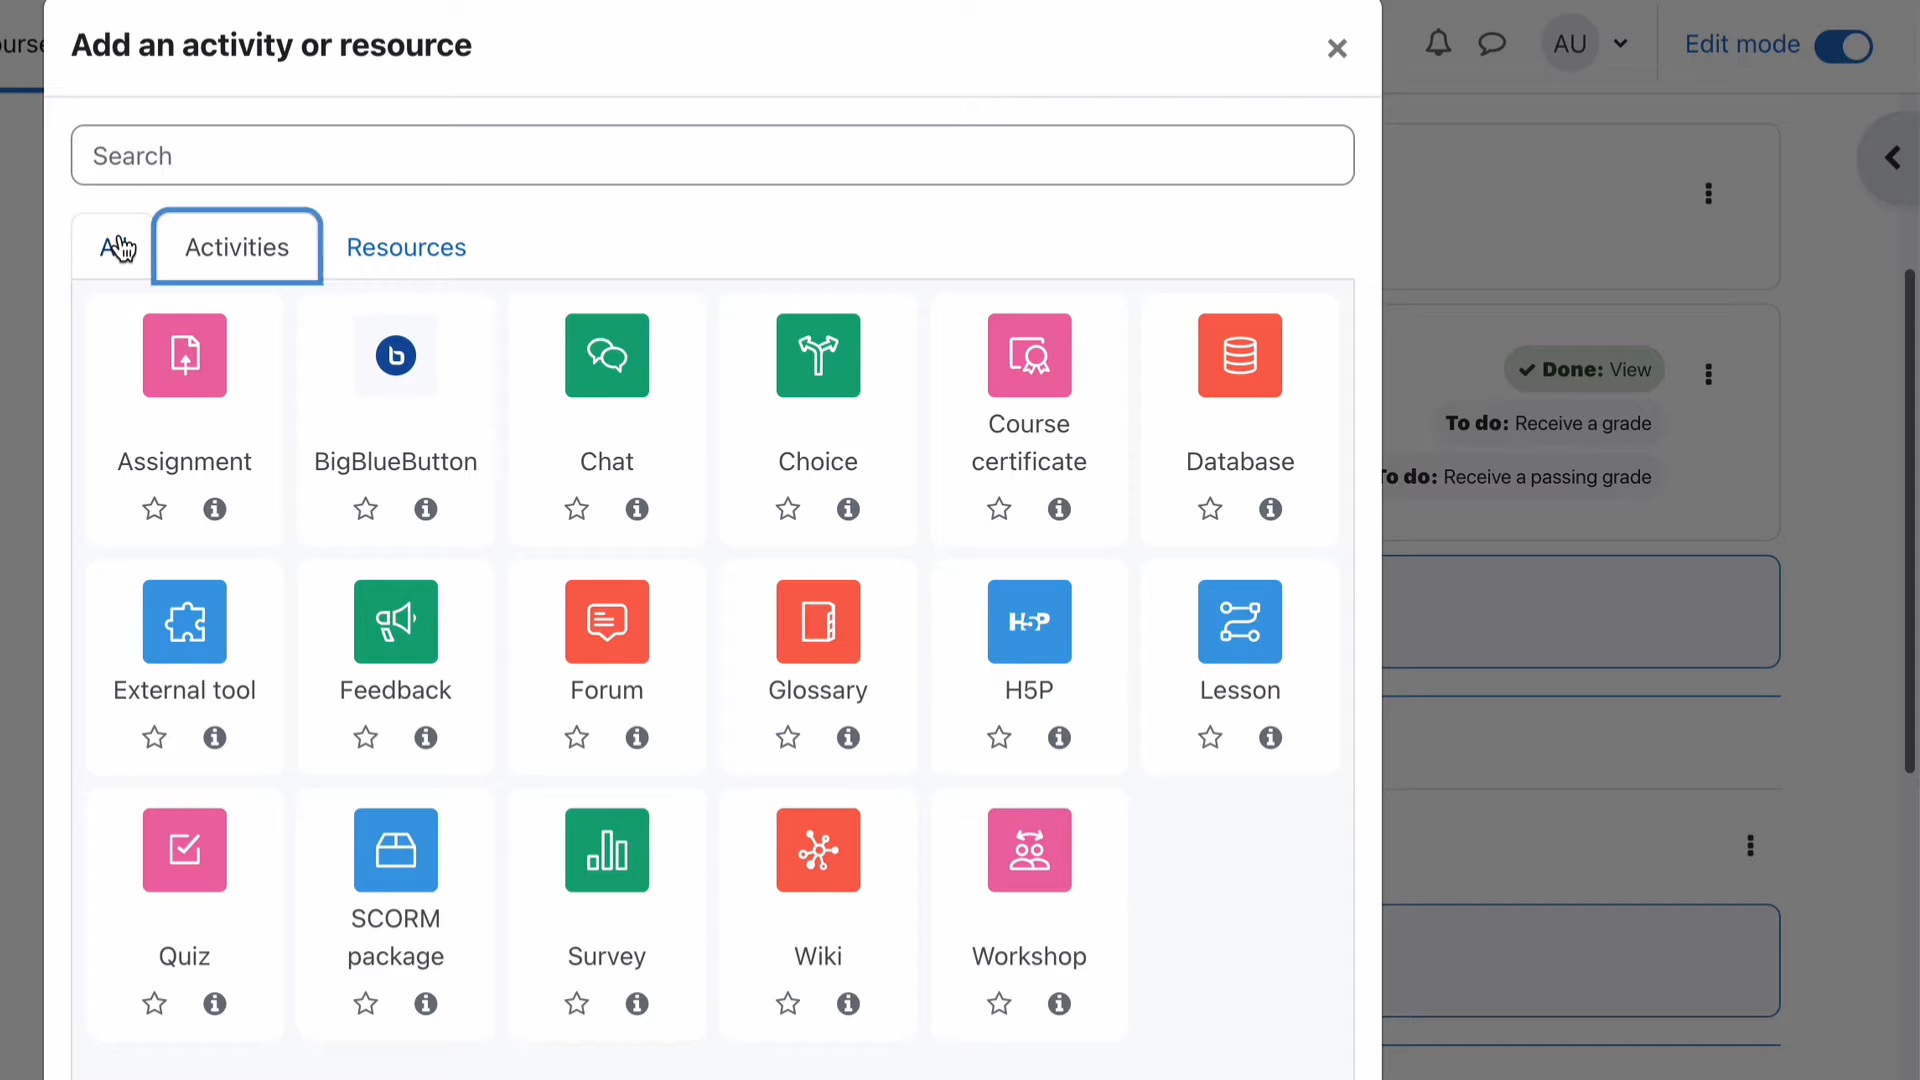 Add an activity or resource
AU
Edit mode
Search
Activities
Resources
Assignment
BigBlueButton
Chat
Choice
Course
certificate
Database
External tool
Feedback
Forum
Glossary
H5P
H-5-P
Lesson
Quiz
SCORM
package
Survey
Wiki
Workshop
Done: View
To do: Receive a grade
do: Receive a passing grade